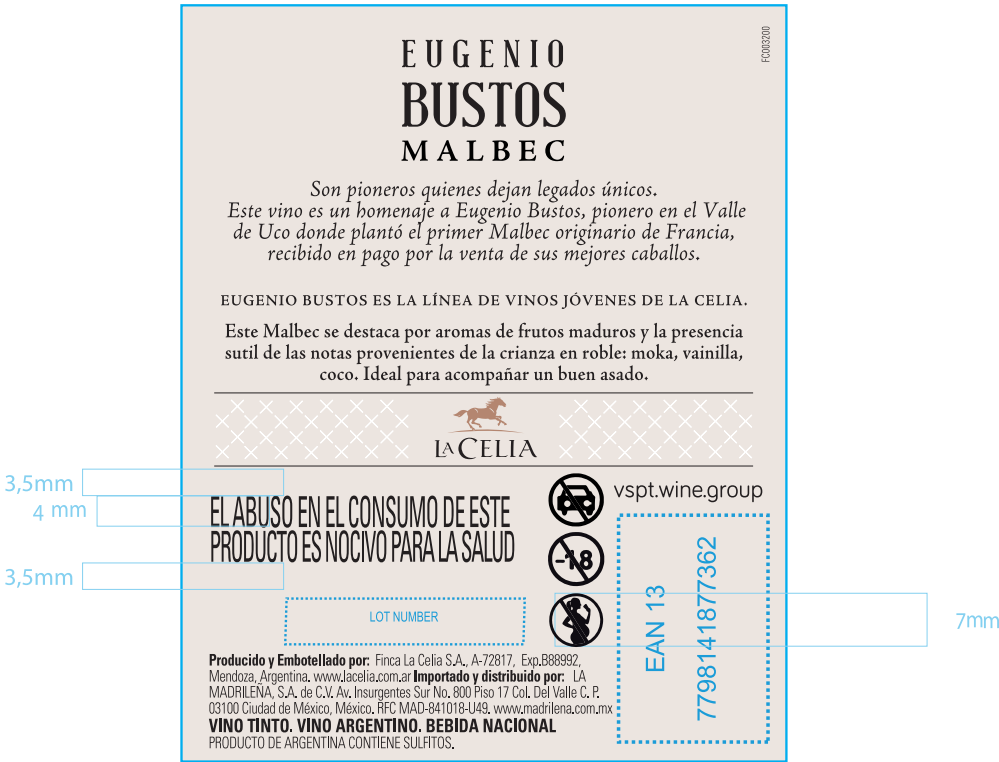 FC003200
EUGENIO
BUSTOS
MALBEC
Son pioneros quienes dejan legados únicos.
Este vino es un homenaje a Eugenio Bustos, pionero en el Valle
de Uco donde plantó el primer Malbec originario de Francia,
recibido en pago por la venta de sus mejores caballos.
EUGENIO BUSTOS ES LA LÍNEA DE VINOS JÓVENES DE LA CELIA.
Este Malbec se destaca por aromas de frutos maduros y la presencia
sutil de las notas provenientes de la crianza en roble: moka, vainilla,
coco. Ideal para acompañar un buen asado.
LA CELIA
3,5mm
4 mm
3,5mm
EL ABUSO EN EL CONSUMO DE ESTE
PRODUCTO ES NOCIVO PARA LA SALUD
-18
vspt.wine.group
EAN 13
7798141877362
7mm
LOT NUMBER
Producido y Embotellado por: Finca La Celia S.A., A-72817, Exp.B88992,
Mendoza, Argentina. www.lacelia.com.ar Importado y distribuido por: LA
MADRILEÑA, S.A. de C.V. Av. Insurgentes Sur No. 800 Piso 17 Col. Del Valle C. P.
03100 Ciudad de México, México. RFC MAD-841018-U49. www.madrilena.com.mx
VINO TINTO. VINO ARGENTINO. BEBIDA NACIONAL
PRODUCTO DE ARGENTINA CONTIENE SULFITOS.